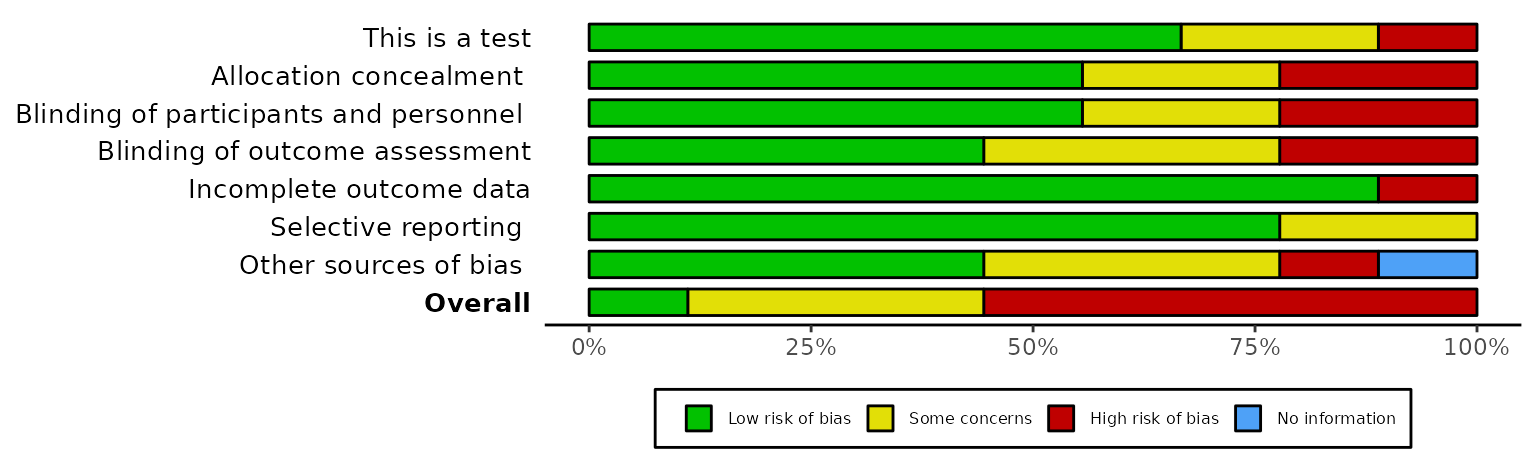 This is a test
Allocation concealment
Blinding of participants and personnel
Blinding of outcome assessment
Incomplete outcome data
Selective reporting
Other sources of bias
Overall
0% 25% 50% 75% 100%
Low risk of bias Some concerns High risk of bias No information